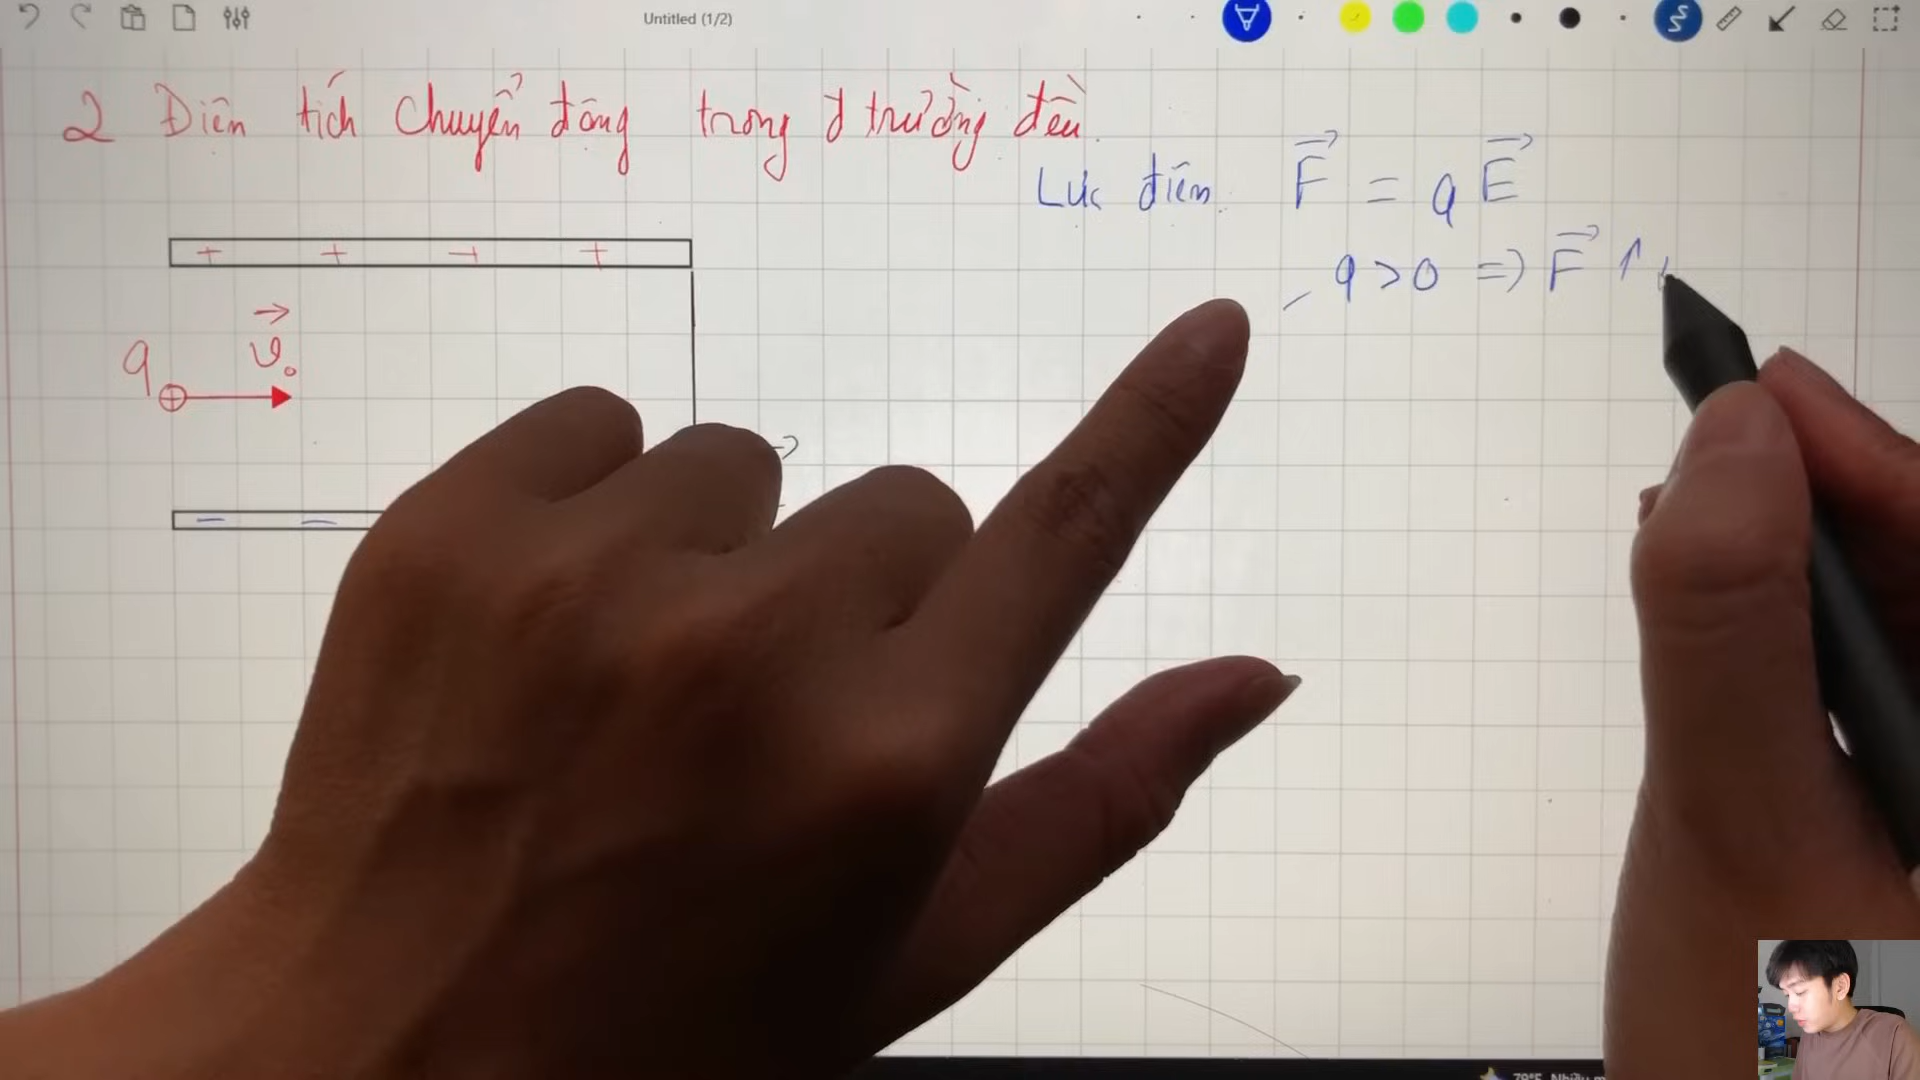 Untitled (1/2)
2 Điện tích chuyển động trong đ trường đều.
Lực điện. F = qE
- q > 0 => F ↑
+ + + +
q v₀
- -